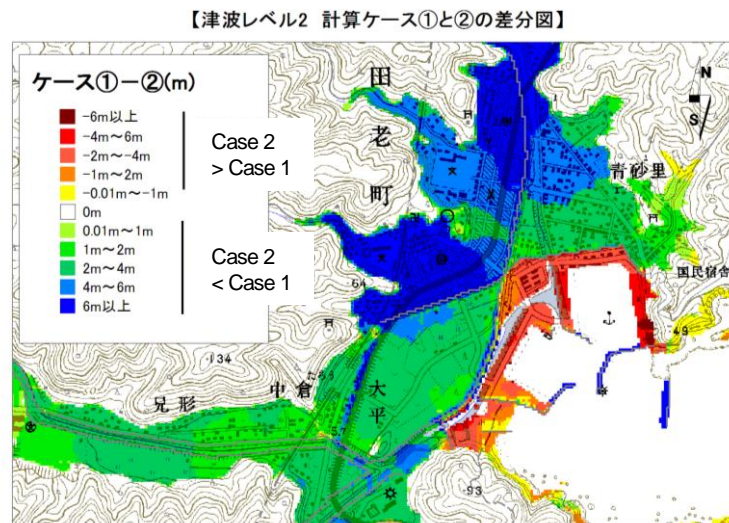 【津波レベル2 計算ケース①と②の差分図】
ケース①－②(m)
-6m以上
-4m～6m
-2m～-4m
-1m～2m
-0.01m～-1m
0m
0.01m～1m
1m～2m
2m～4m
4m～6m
6m以上
Case 2
> Case 1
Case 2
< Case 1
田老町
N
S
青砂里
国民宿舎
64
49
134
たろう
中倉
兄形
大平
93